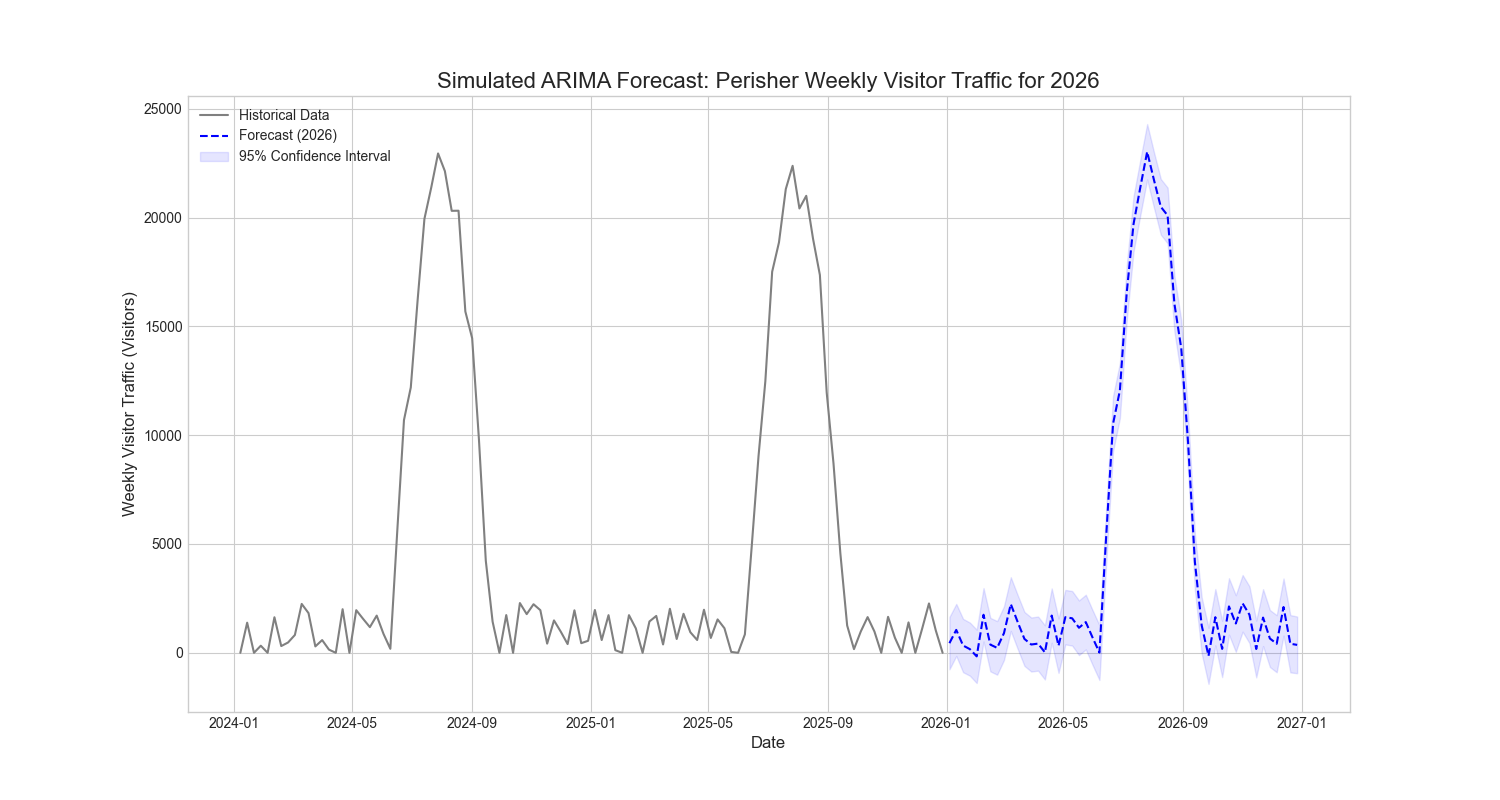 Simulated ARIMA Forecast: Perisher Weekly Visitor Traffic for 2026
25000
20000
15000
10000
5000
0
Weekly Visitor Traffic (Visitors)
Historical Data
Forecast (2026)
95% Confidence Interval
2024-01 2024-05 2024-09 2025-01 2025-05 2025-09 2026-01 2026-05 2026-09 2027-01
Date